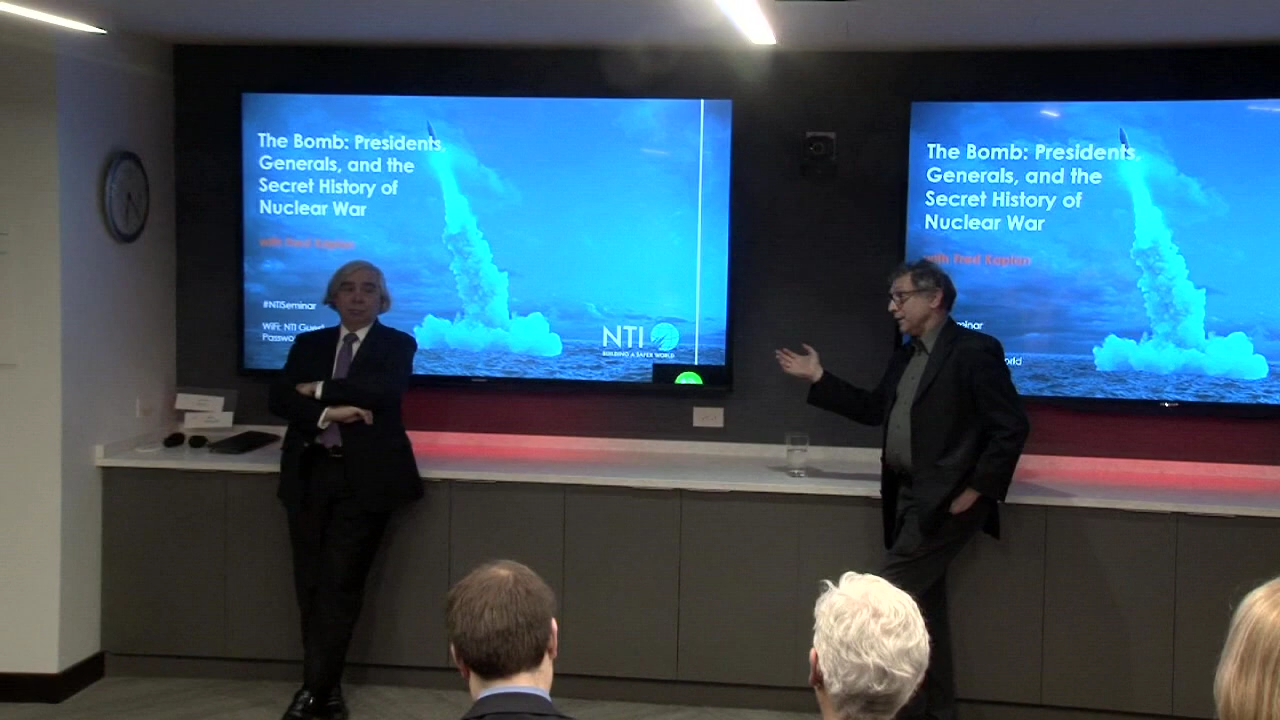 The Bomb: Presidents,
Generals, and the
Secret History of
Nuclear War
with Fred Kaplan
#NTISeminar
WiFi: NTI Guest
NTI
BUILDING A SAFER WORLD
The Bomb: Presidents,
Generals, and the
Secret History of
Nuclear War
with Fred Kaplan